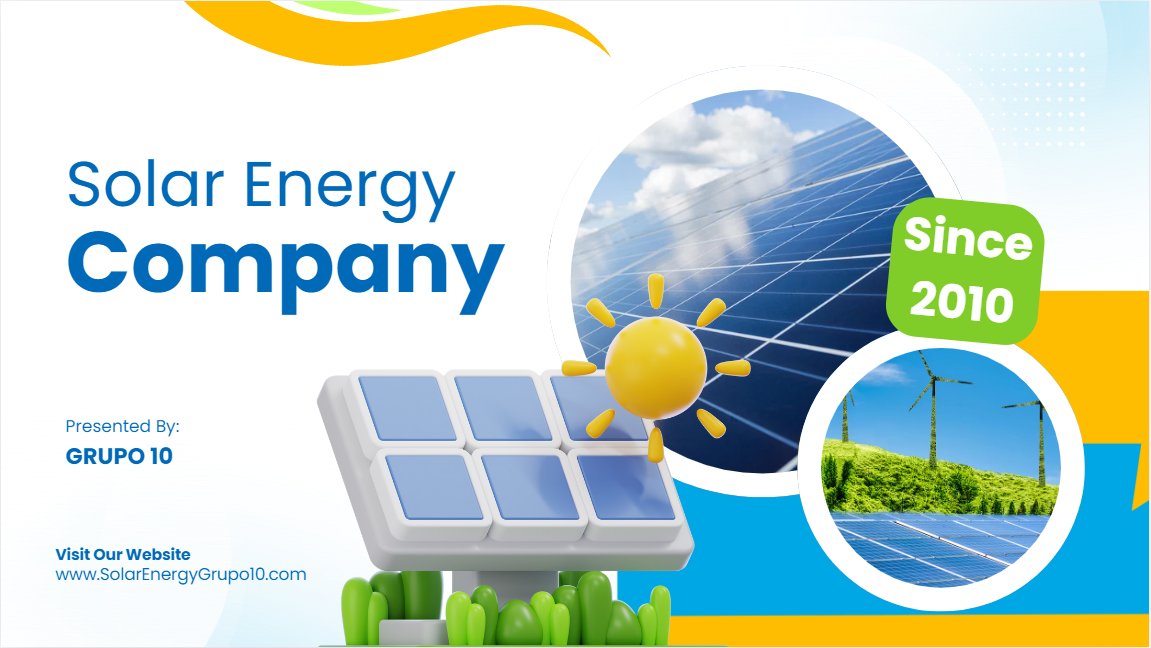 Solar Energy
Company
Since
2010
Presented By:
GRUPO 10
Visit Our Website
www.SolarEnergyGrupo10.com